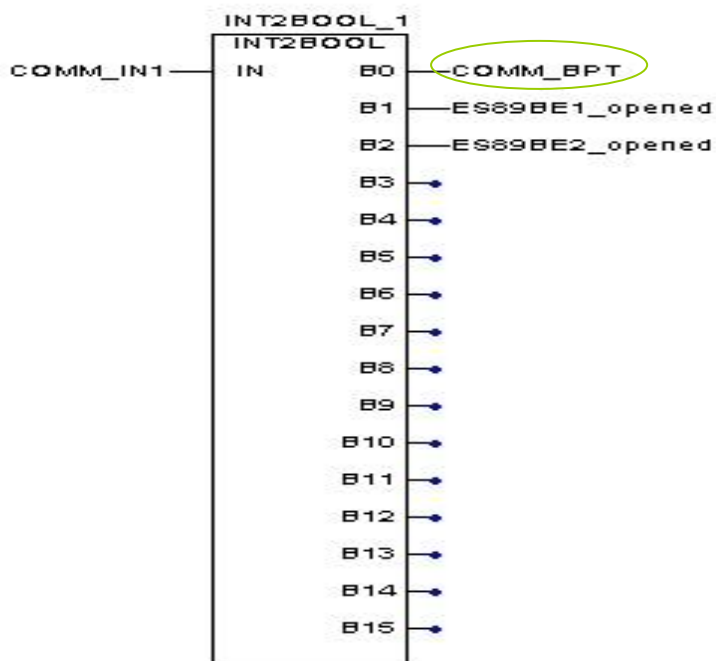 INT2BOOL_1
INT2BOOL
COMM_IN1 IN B0 COMM_BPT
B1 ES89BE1_opened
B2 ES89BE2_opened
B3
B4
B5
B6
B7
B8
B9
B10
B11
B12
B13
B14
B15